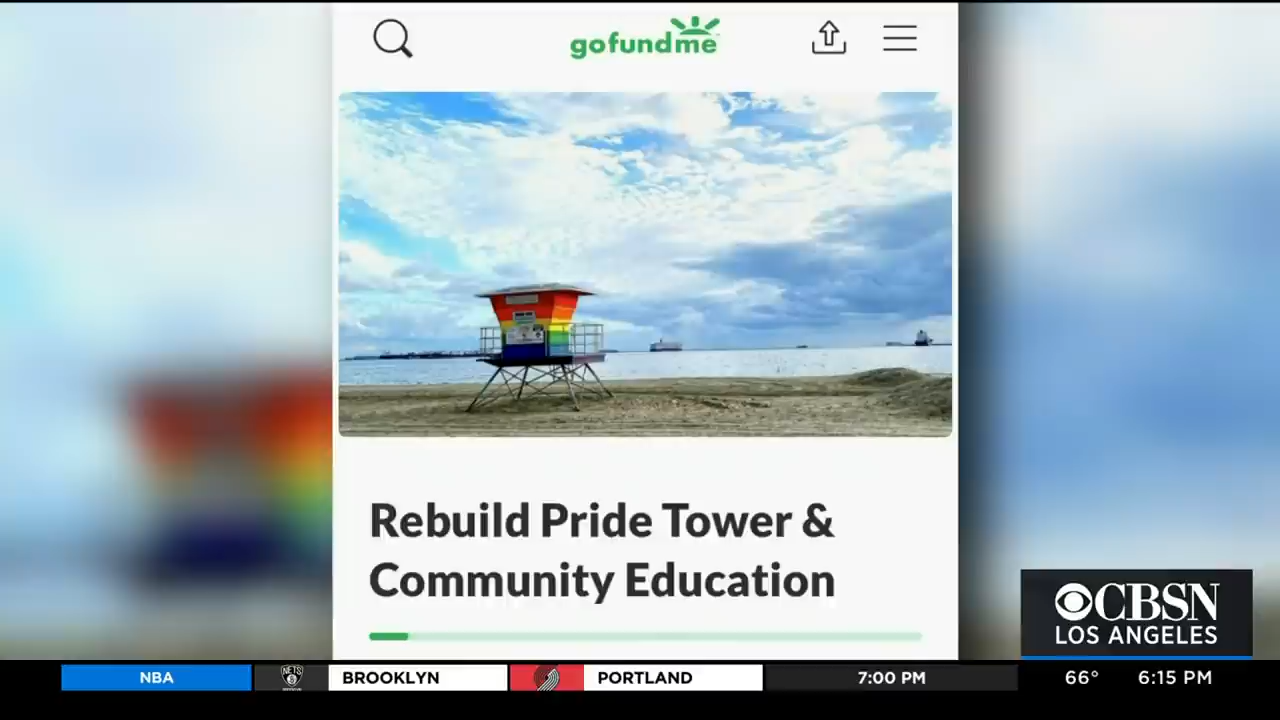 gofundme
Rebuild Pride Tower &
Community Education
CBSN
LOS ANGELES
NBA
NETS
BROOKLYN
PORTLAND
7:00 PM
66°
6:15 PM